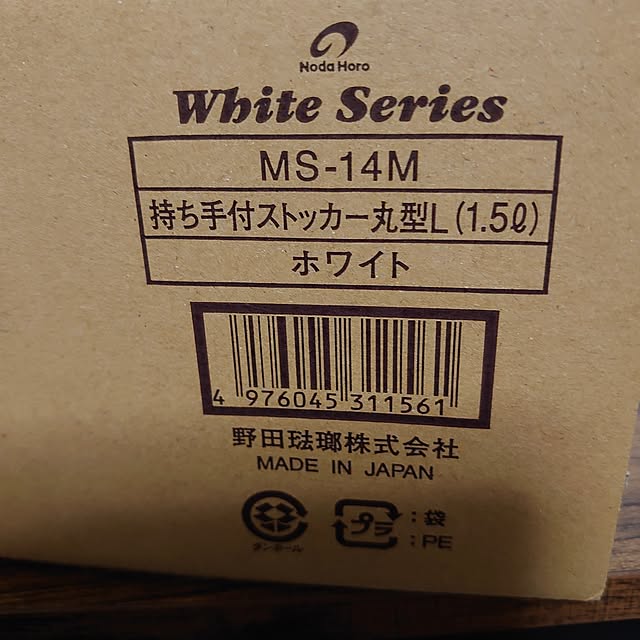 Noda Horo
White Series
MS-14M
持ち手付ストッカー丸型L(1.5ℓ)
ホワイト
4 976045 311561
野田琺瑯株式会社
MADE IN JAPAN
ダンボール
プラ :袋
:PE